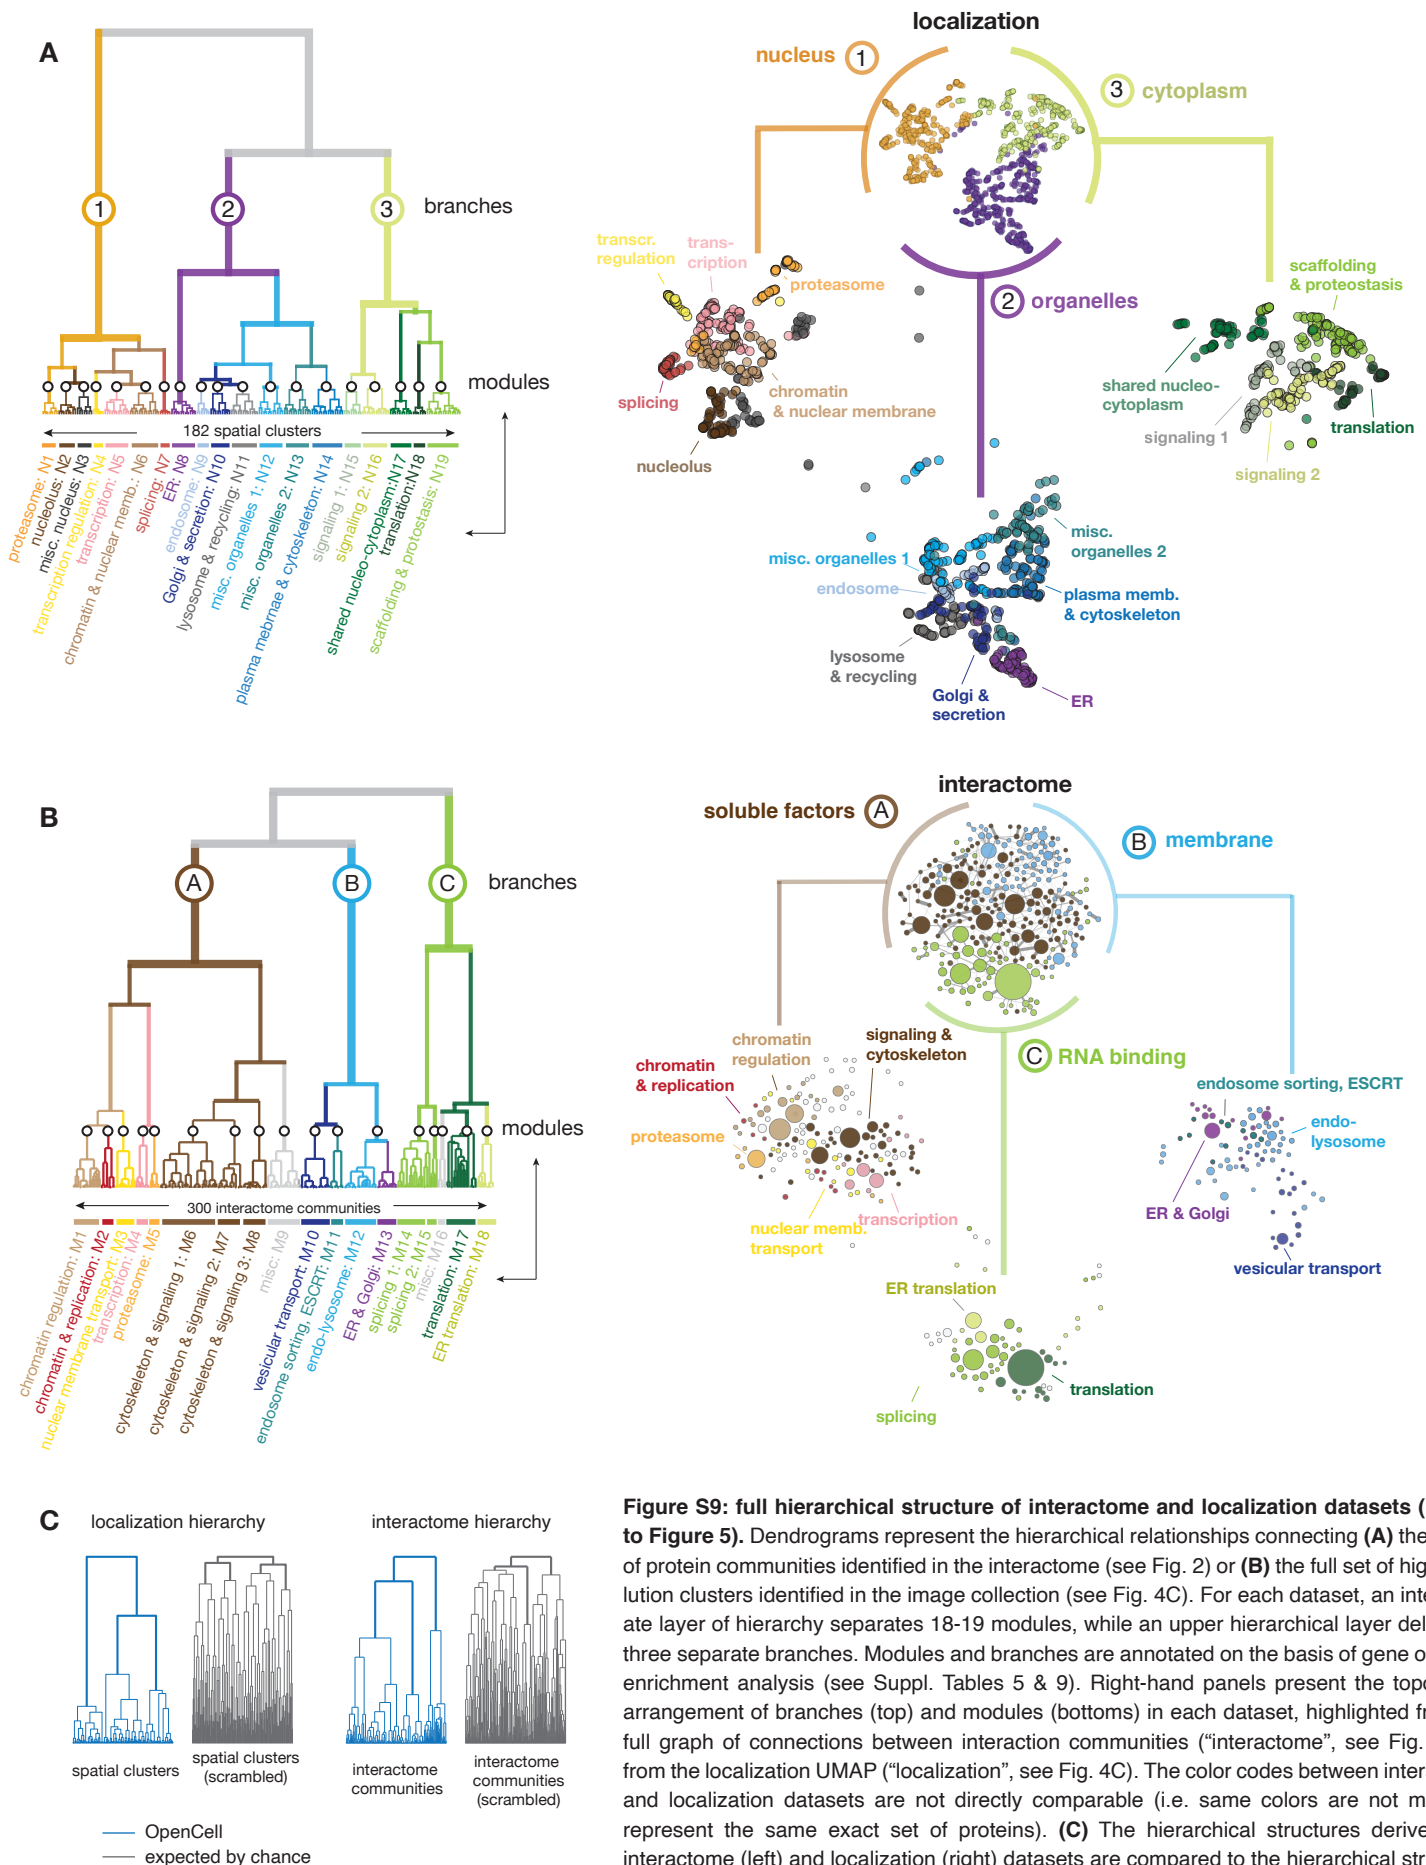 A
1
2
3
branches
modules
182 spatial clusters
proteasome: N1
nucleolus: N2
misc. nucleus: N3
transcription regulation: N4
transcription: N5
chromatin & nuclear memb.: N6
splicing: N7
ER: N8
endosome: N9
Golgi & secretion: N10
lysosome & recycling: N11
misc. organelles 1: N12
misc. organelles 2: N13
plasma mebrnae & cytoskeleton: N14
signaling 1: N15
signaling 2: N16
shared nucleo-cytoplasm:N17
translation:N18
scaffolding & protostasis: N19
localization
nucleus 1
3 cytoplasm
2 organelles
transcr.
regulation
trans-
cription
proteasome
splicing
chromatin
& nuclear membrane
nucleolus
scaffolding
& proteostasis
shared nucleo-
cytoplasm
signaling 1
translation
signaling 2
misc. organelles 1
misc.
organelles 2
endosome
plasma memb.
& cytoskeleton
lysosome
& recycling
Golgi &
secretion
ER
B
A
B
C
branches
modules
300 interactome communities
chromatin regulation: M1
chromatin & replication: M2
nuclear membrane transport: M3
transcription: M4
proteasome: M5
cytoskeleton & signaling 1: M6
cytoskeleton & signaling 2: M7
cytoskeleton & signaling 3: M8
misc: M9
vesicular transport: M10
endosome sorting, ESCRT: M11
endo-lysosome: M12
ER & Golgi: M13
splicing 1: M14
splicing 2: M15
misc: M16
translation: M17
ER translation: M18
interactome
soluble factors A
B membrane
C RNA binding
chromatin
regulation
signaling &
cytoskeleton
chromatin
& replication
proteasome
nuclear memb.
transport
transcription
endosome sorting, ESCRT
endo-
lysosome
ER & Golgi
vesicular transport
ER translation
translation
splicing
C
localization hierarchy
interactome hierarchy
spatial clusters
spatial clusters
(scrambled)
interactome
communities
interactome
communities
(scrambled)
OpenCell
expected by chance
Figure S9: full hierarchical structure of interactome and localization datasets (
to Figure 5). Dendrograms represent the hierarchical relationships connecting (A) the
of protein communities identified in the interactome (see Fig. 2) or (B) the full set of hig
lution clusters identified in the image collection (see Fig. 4C). For each dataset, an inte
ate layer of hierarchy separates 18-19 modules, while an upper hierarchical layer del
three separate branches. Modules and branches are annotated on the basis of gene o
enrichment analysis (see Suppl. Tables 5 & 9). Right-hand panels present the topo
arrangement of branches (top) and modules (bottoms) in each dataset, highlighted fr
full graph of connections between interaction communities (“interactome”, see Fig.
from the localization UMAP (“localization”, see Fig. 4C). The color codes between inter
and localization datasets are not directly comparable (i.e. same colors are not m
represent the same exact set of proteins). (C) The hierarchical structures derive
interactome (left) and localization (right) datasets are compared to the hierarchical stru